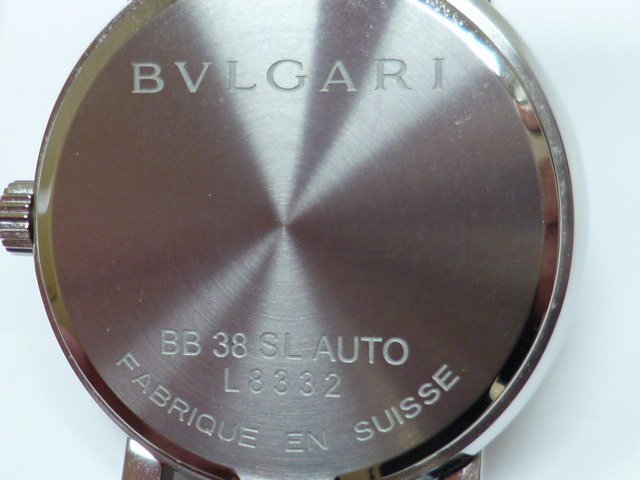 BVLGARI
BB 38 SL AUTO
L8332
FABRIQUE EN SUISSE